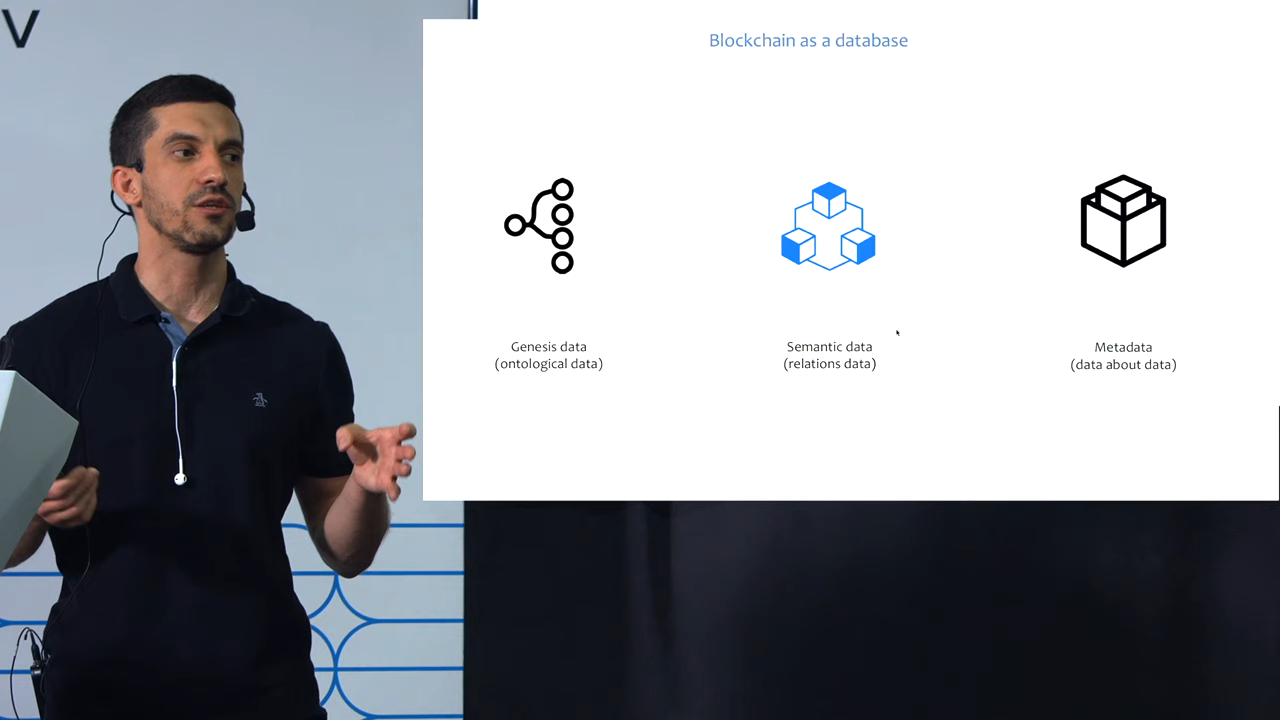 V
Blockchain as a database
Genesis data
(ontological data)
Semantic data
(relations data)
Metadata
(data about data)